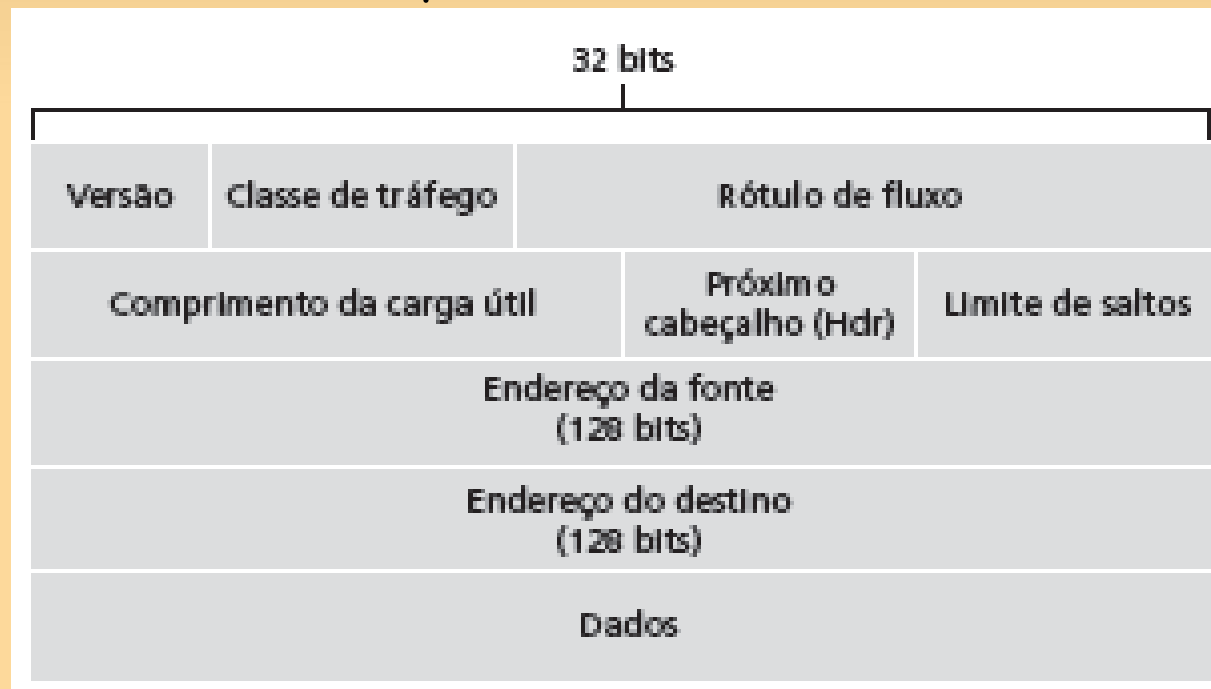 32 bits
Versão
Classe de tráfego
Rótulo de fluxo
Comprimento da carga útil
Próximo
cabeçalho (Hdr)
Limite de saltos
Endereço da fonte
(128 bits)
Endereço do destino
(128 bits)
Dados